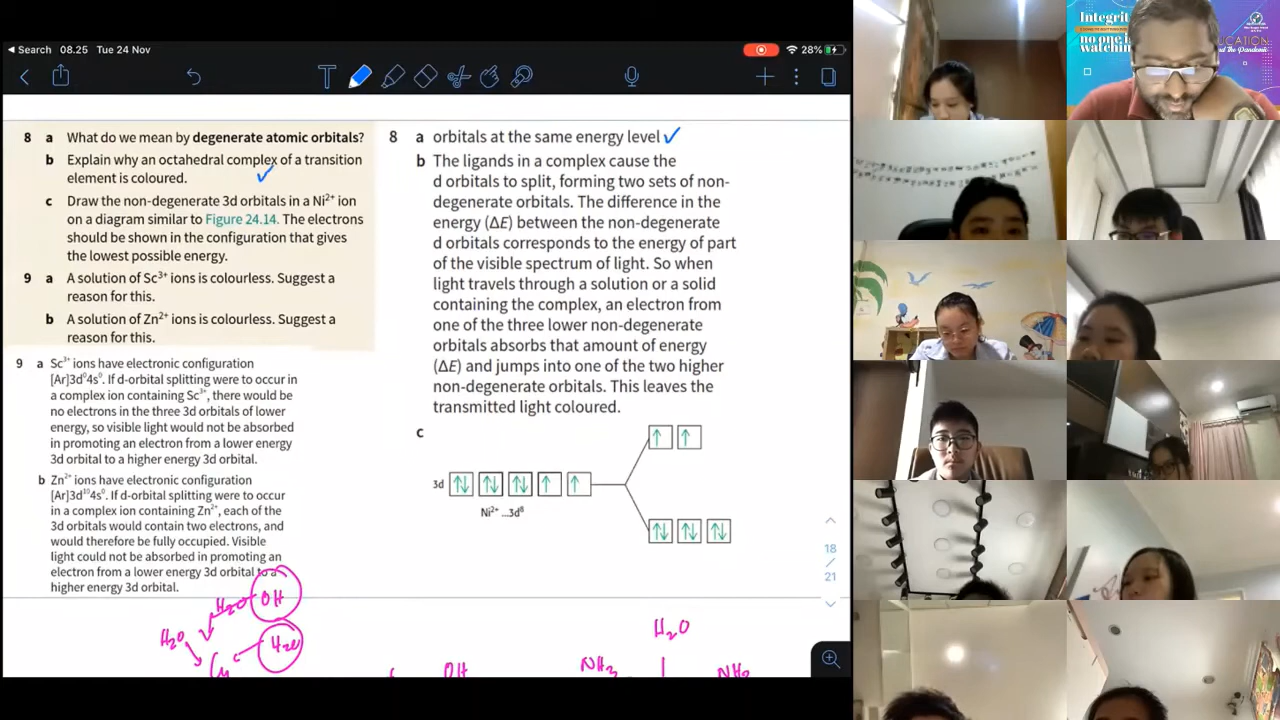 Search 08.25 Tue 24 Nov
28%
8 a What do we mean by degenerate atomic orbitals?
b Explain why an octahedral complex of a transition
element is coloured.
c Draw the non-degenerate 3d orbitals in a Ni²⁺ ion
on a diagram similar to Figure 24.14. The electrons
should be shown in the configuration that gives
the lowest possible energy.
9 a A solution of Sc³⁺ ions is colourless. Suggest a
reason for this.
b A solution of Zn²⁺ ions is colourless. Suggest a
reason for this.
9 a Sc³⁺ ions have electronic configuration
[Ar]3d⁰4s⁰. If d-orbital splitting were to occur in
a complex ion containing Sc³⁺, there would be
no electrons in the three 3d orbitals of lower
energy, so visible light would not be absorbed
in promoting an electron from a lower energy
3d orbital to a higher energy 3d orbital.
b Zn²⁺ ions have electronic configuration
[Ar]3d¹⁰4s⁰. If d-orbital splitting were to occur
in a complex ion containing Zn²⁺, each of the
3d orbitals would contain two electrons, and
would therefore be fully occupied. Visible
light could not be absorbed in promoting an
electron from a lower energy 3d orbital to a
higher energy 3d orbital.
8 a orbitals at the same energy level
b The ligands in a complex cause the
d orbitals to split, forming two sets of non-
degenerate orbitals. The difference in the
energy (ΔE) between the non-degenerate
d orbitals corresponds to the energy of part
of the visible spectrum of light. So when
light travels through a solution or a solid
containing the complex, an electron from
one of the three lower non-degenerate
orbitals absorbs that amount of energy
(ΔE) and jumps into one of the two higher
non-degenerate orbitals. This leaves the
transmitted light coloured.
c
3d
Ni²⁺ ...3d⁸
18
/
21
H₂O OH
H₂O H₂O
OH
H₂O
NH₃ NH₃
Integrit
no one i
watching
UCATION